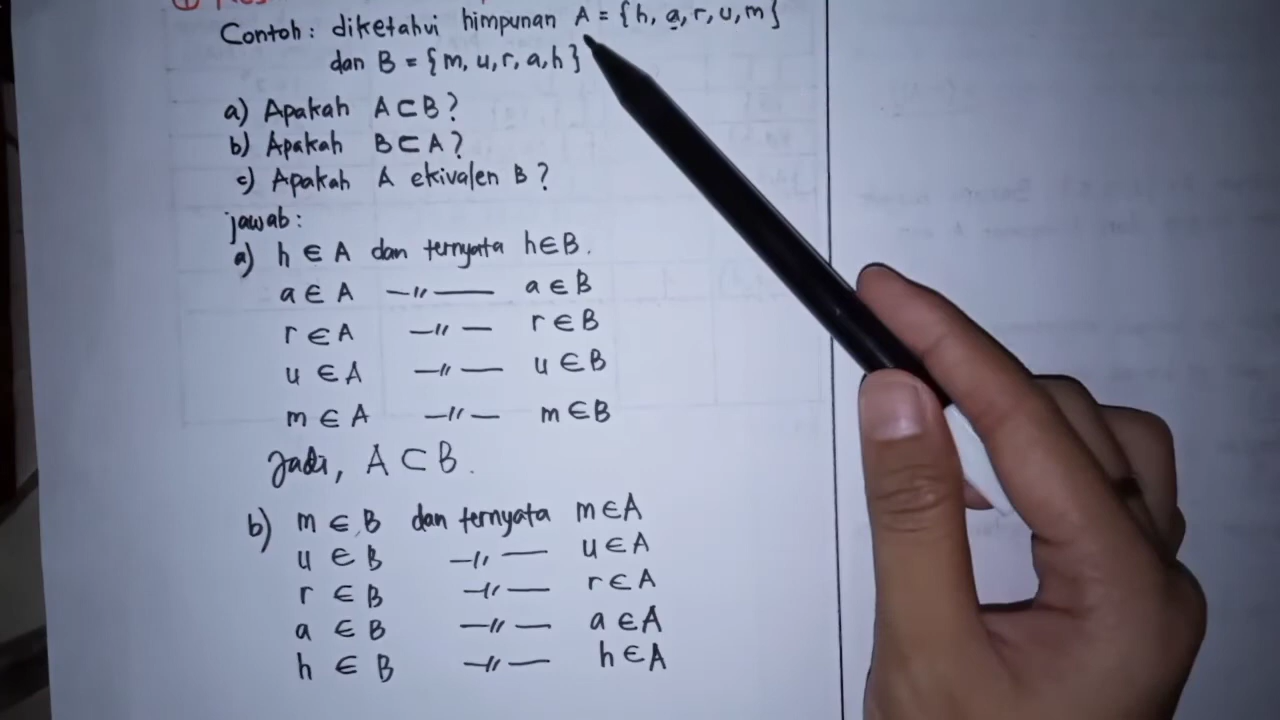 Contoh : diketahui himpunan A = {h, a, r, u, m}
dan B = {m, u, r, a, h}
a) Apakah A ⊂ B ?
b) Apakah B ⊂ A ?
c) Apakah A ekivalen B ?
jawab :
a) h ∈ A dan ternyata h ∈ B.
a ∈ A —〃— a ∈ B
r ∈ A —〃— r ∈ B
u ∈ A —〃— u ∈ B
m ∈ A —〃— m ∈ B
Jadi, A ⊂ B.
b) m ∈ B dan ternyata m ∈ A
u ∈ B —〃— u ∈ A
r ∈ B —〃— r ∈ A
a ∈ B —〃— a ∈ A
h ∈ B —〃— h ∈ A